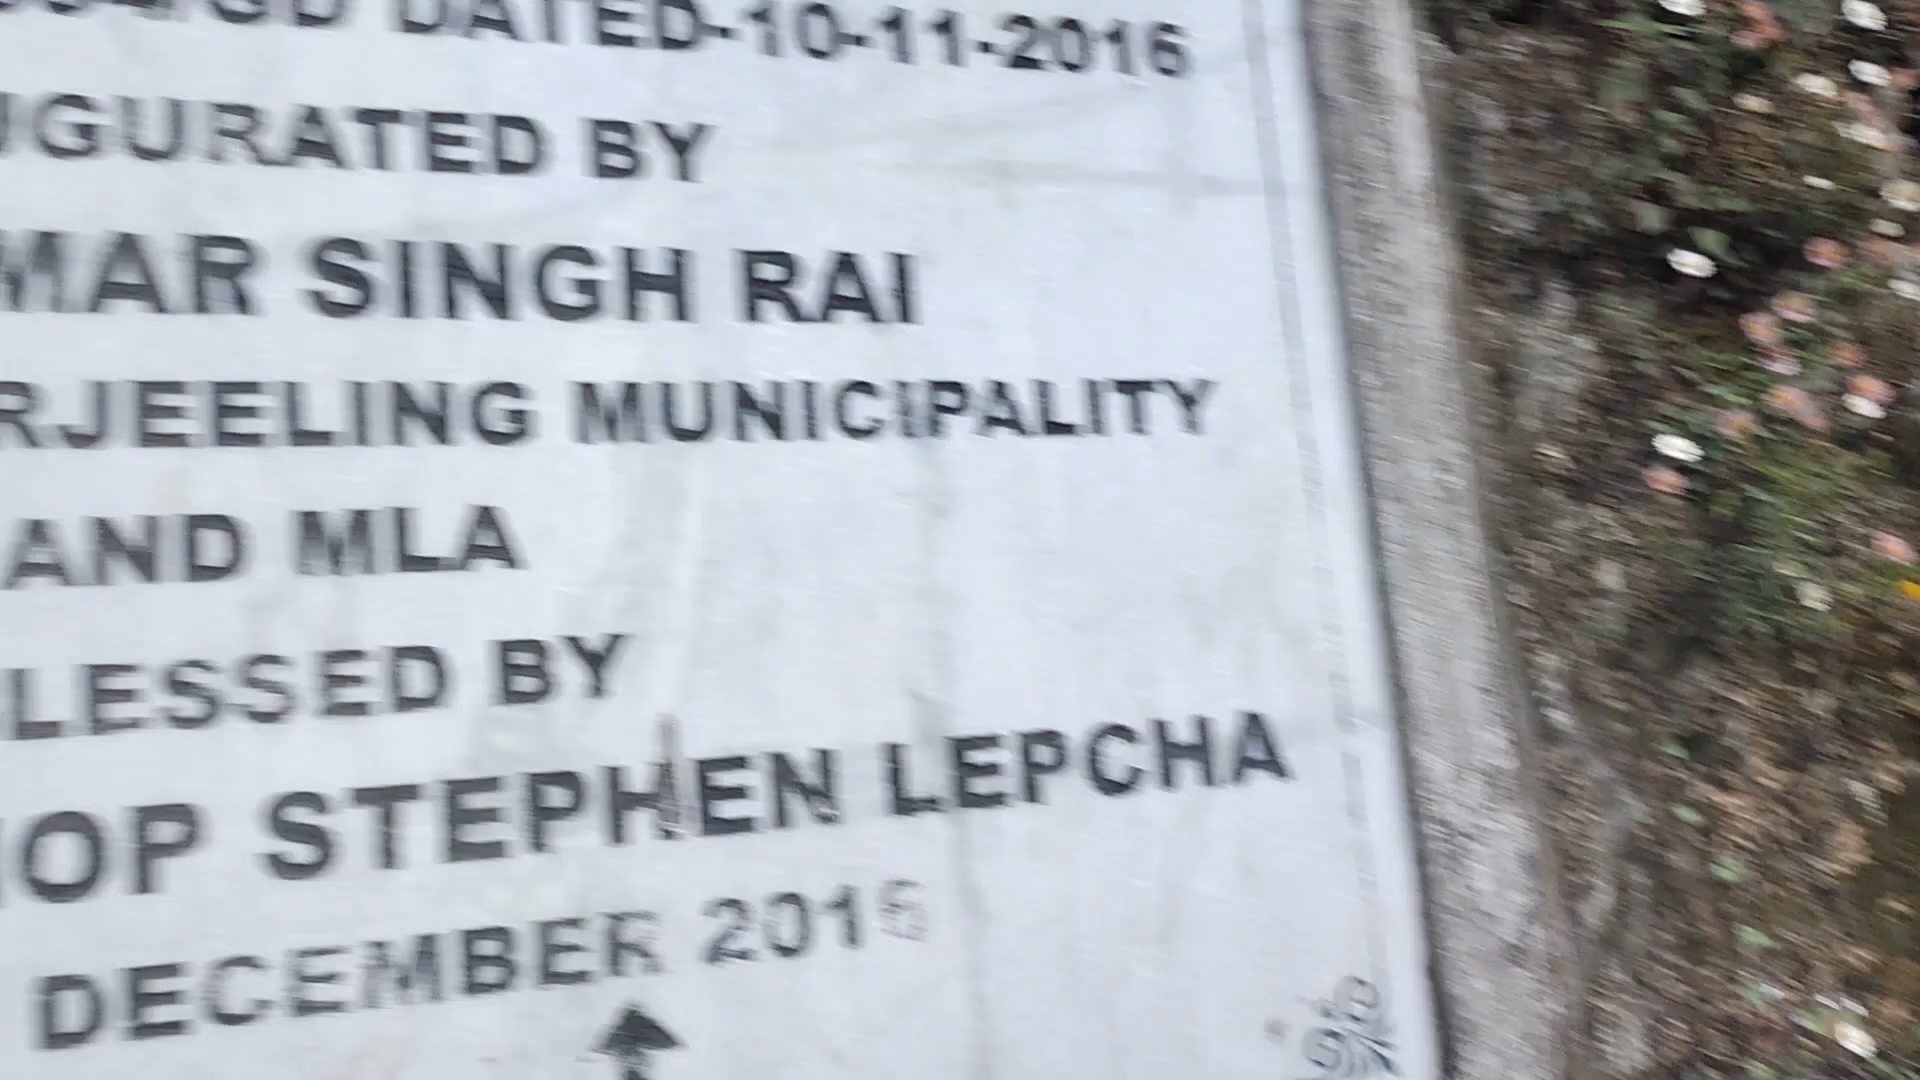 DATED-10-11-2016
UGURATED BY
MAR SINGH RAI
RJEELING MUNICIPALITY
AND MLA
LESSED BY
HOP STEPHEN LEPCHA
DECEMBER 2016